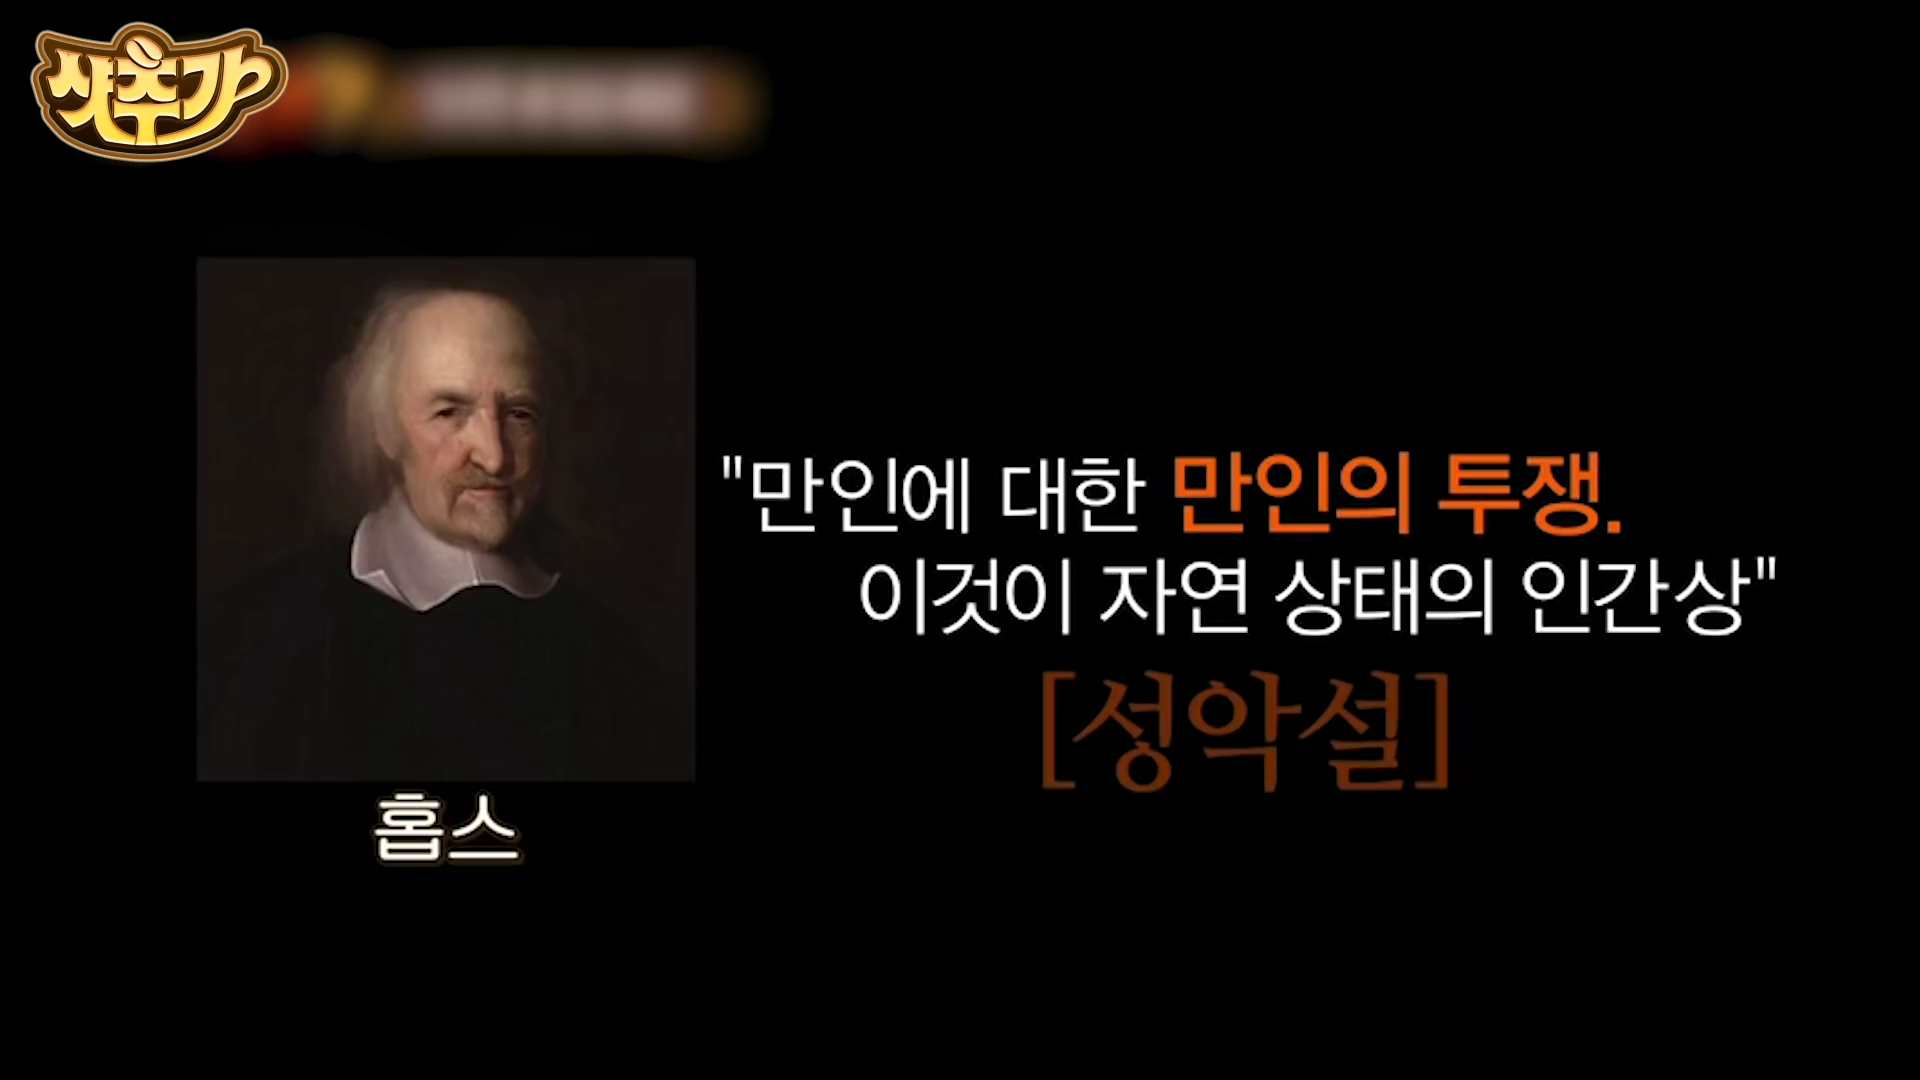 샷추가
"만인에 대한 만인의 투쟁.
이것이 자연 상태의 인간상"
[성악설]
홉스